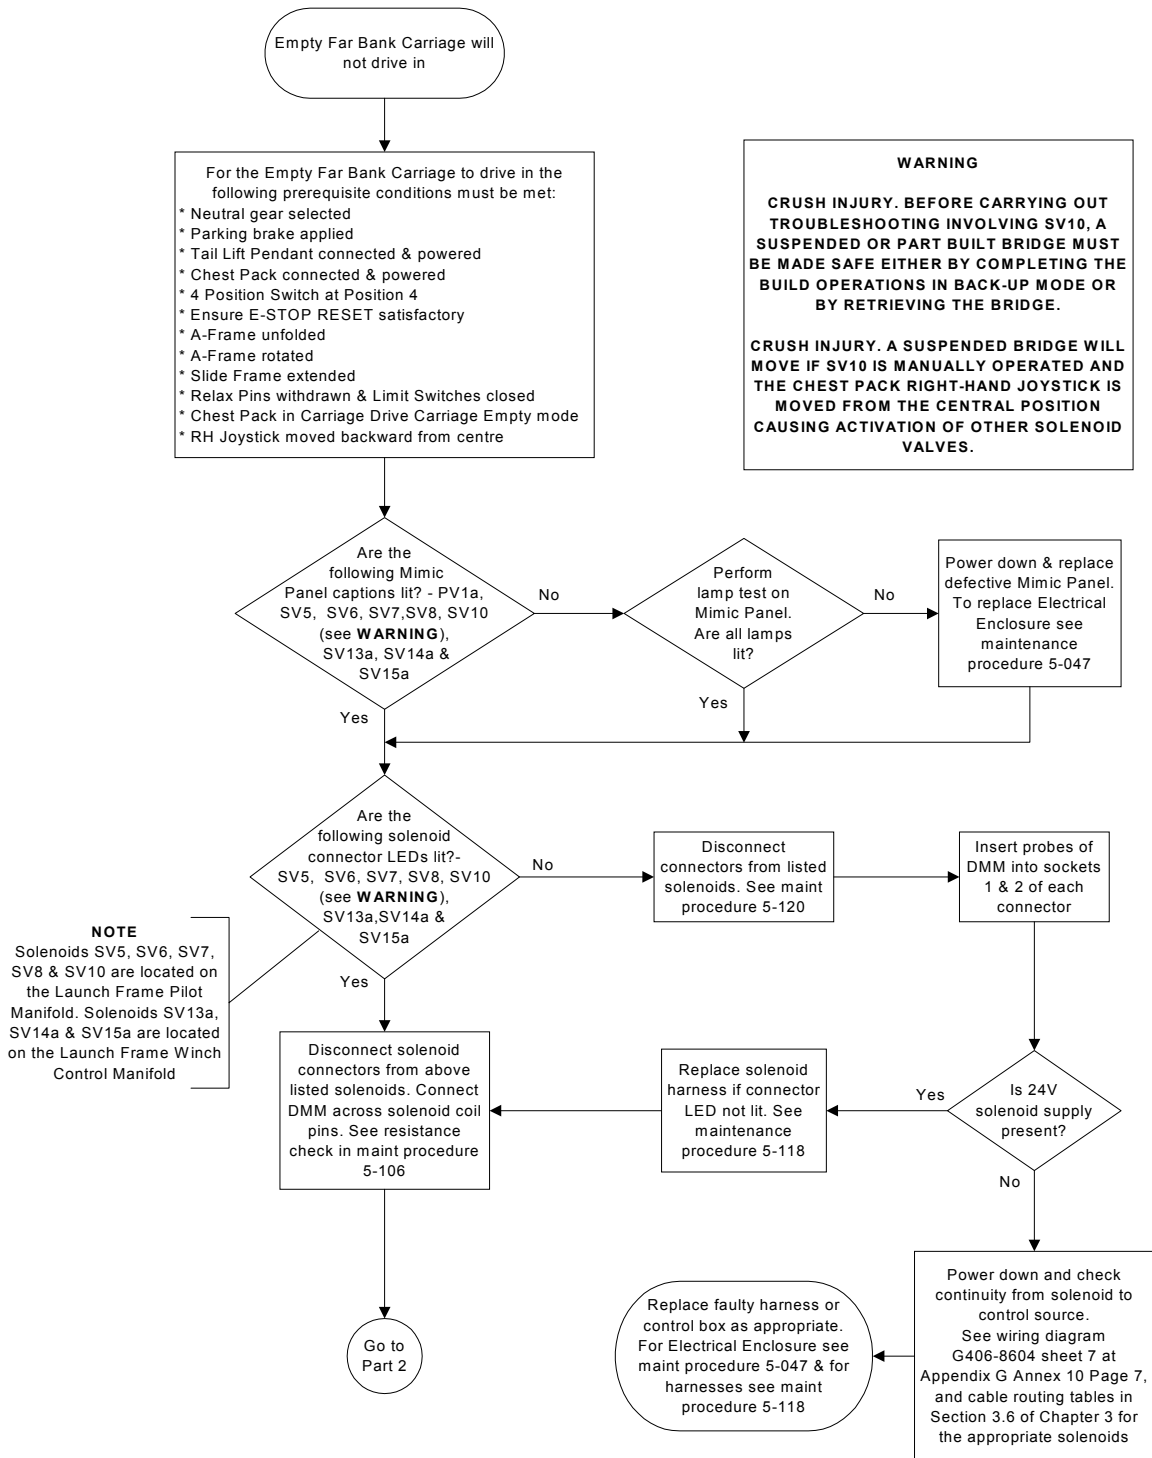 Empty Far Bank Carriage will
not drive in
For the Empty Far Bank Carriage to drive in the
following prerequisite conditions must be met:
* Neutral gear selected
* Parking brake applied
* Tail Lift Pendant connected & powered
* Chest Pack connected & powered
* 4 Position Switch at Position 4
* Ensure E-STOP RESET satisfactory
* A-Frame unfolded
* A-Frame rotated
* Slide Frame extended
* Relax Pins withdrawn & Limit Switches closed
* Chest Pack in Carriage Drive Carriage Empty mode
* RH Joystick moved backward from centre
WARNING
CRUSH INJURY. BEFORE CARRYING OUT
TROUBLESHOOTING INVOLVING SV10, A
SUSPENDED OR PART BUILT BRIDGE MUST
BE MADE SAFE EITHER BY COMPLETING THE
BUILD OPERATIONS IN BACK-UP MODE OR
BY RETRIEVING THE BRIDGE.
CRUSH INJURY. A SUSPENDED BRIDGE WILL
MOVE IF SV10 IS MANUALLY OPERATED AND
THE CHEST PACK RIGHT-HAND JOYSTICK IS
MOVED FROM THE CENTRAL POSITION
CAUSING ACTIVATION OF OTHER SOLENOID
VALVES.
Are the
following Mimic
Panel captions lit? - PV1a,
SV5, SV6, SV7,SV8, SV10
(see WARNING),
SV13a, SV14a &
SV15a
No
Perform
lamp test on
Mimic Panel.
Are all lamps
lit?
No
Power down & replace
defective Mimic Panel.
To replace Electrical
Enclosure see
maintenance
procedure 5-047
Yes
Yes
Are the
following solenoid
connector LEDs lit?-
SV5, SV6, SV7, SV8, SV10
(see WARNING),
SV13a,SV14a &
SV15a
No
Disconnect
connectors from listed
solenoids. See maint
procedure 5-120
Insert probes of
DMM into sockets
1 & 2 of each
connector
NOTE
Solenoids SV5, SV6, SV7,
SV8 & SV10 are located on
the Launch Frame Pilot
Manifold. Solenoids SV13a,
SV14a & SV15a are located
on the Launch Frame Winch
Control Manifold
Yes
Disconnect solenoid
connectors from above
listed solenoids. Connect
DMM across solenoid coil
pins. See resistance
check in maint procedure
5-106
Replace solenoid
harness if connector
LED not lit. See
maintenance
procedure 5-118
Yes
Is 24V
solenoid supply
present?
No
Go to
Part 2
Replace faulty harness or
control box as appropriate.
For Electrical Enclosure see
maint procedure 5-047 & for
harnesses see maint
procedure 5-118
Power down and check
continuity from solenoid to
control source.
See wiring diagram
G406-8604 sheet 7 at
Appendix G Annex 10 Page 7,
and cable routing tables in
Section 3.6 of Chapter 3 for
the appropriate solenoids